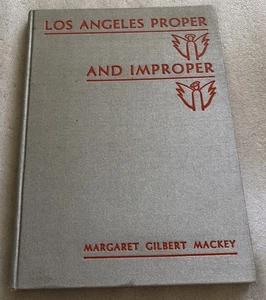 LOS ANGELES PROPER
AND IMPROPER
MARGARET GILBERT MACKEY